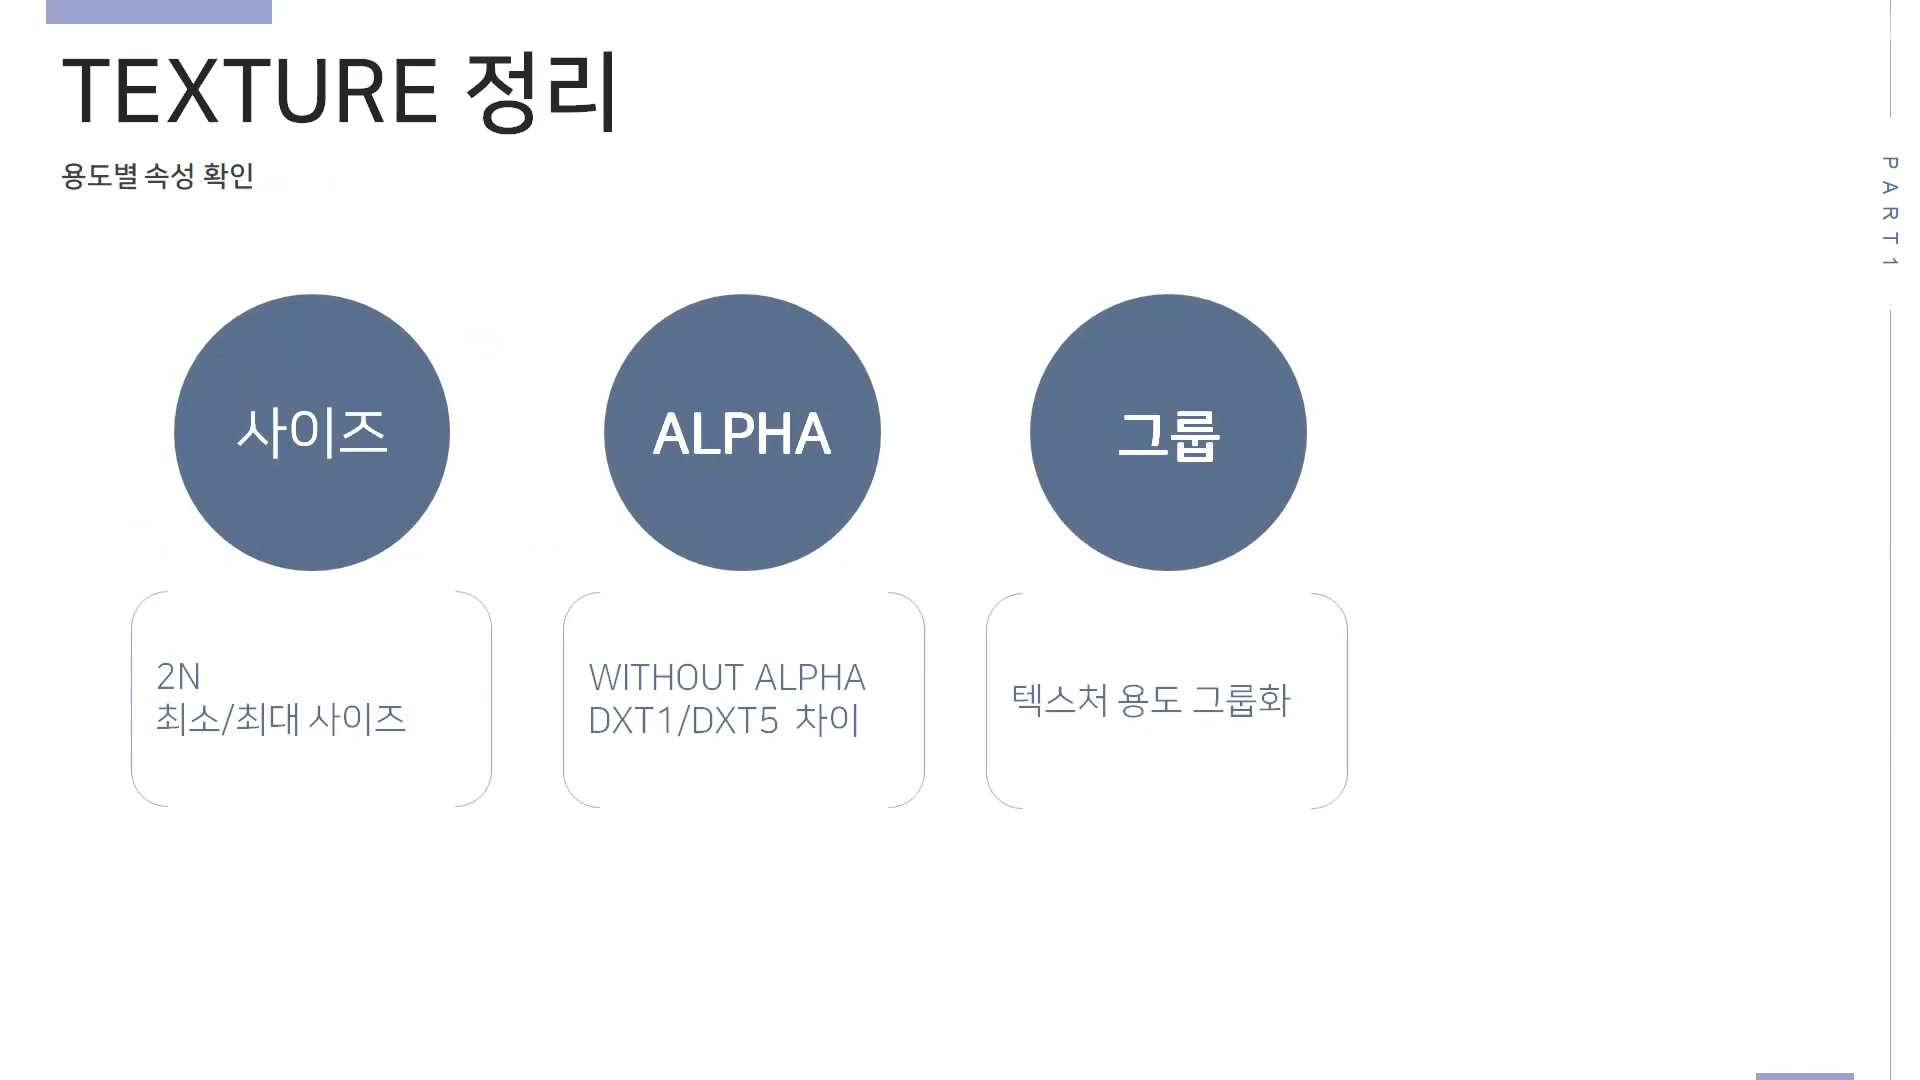 TEXTURE 정리
용도별 속성 확인
PART1
사이즈
ALPHA
그룹
2N
최소/최대 사이즈
WITHOUT ALPHA
DXT1/DXT5 차이
텍스처 용도 그룹화